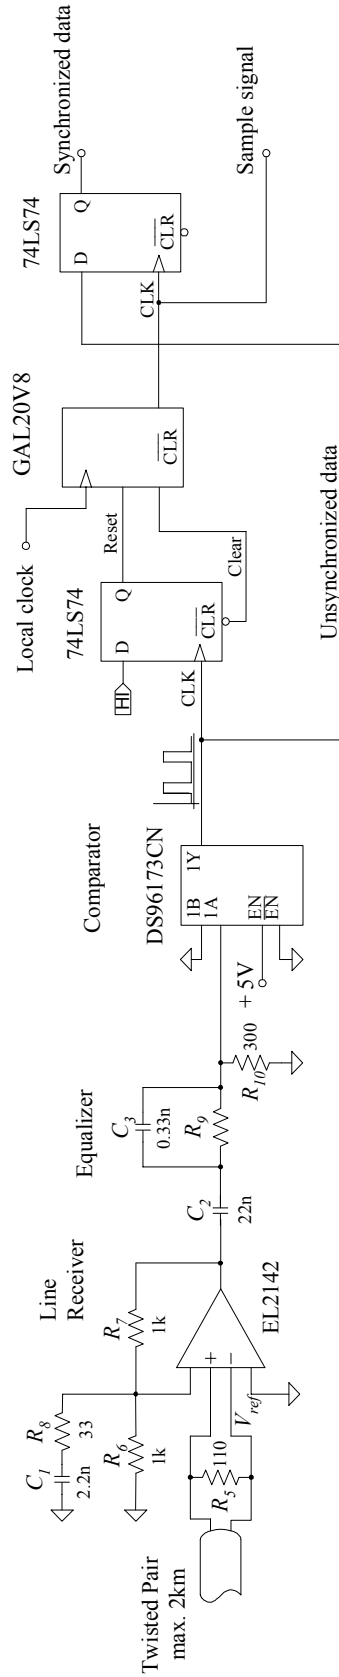 Twisted Pair
max. 2km
R5
110
C1
2.2n
R8
33
R6
1k
Line
Receiver
R7
1k
+
−
Vref
EL2142
C2
22n
Equalizer
C3
0.33n
R9
R10
300
Comparator
DS96173CN
1B
1A
1Y
EN
EN
+ 5V
HI
74LS74
D
Q
CLK
CLR
Local clock
Reset
Clear
GAL20V8
CLR
Unsynchronized data
74LS74
D
Q
CLK
CLR
Synchronized data
Sample signal